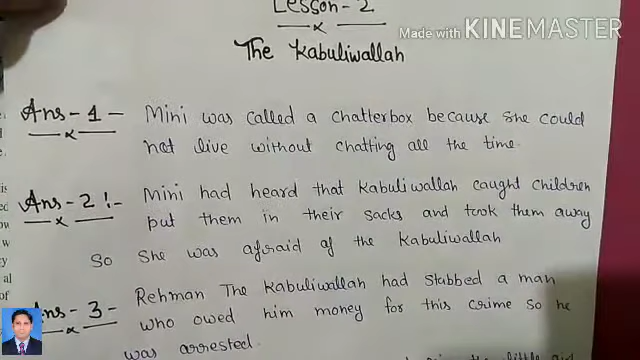 Lesson - 2
Made with KINEMASTER
The Kabuliwallah
Ans - 1 - Mini was called a chatterbox because she could
not live without chatting all the time.
Ans - 2 :- Mini had heard that Kabuliwallah caught children
put them in their sacks and took them away
So she was afraid of the Kabuliwallah
Ans - 3 - Rehman The Kabuliwallah had stabbed a man
who owed him money for this crime so he
was arrested.
the little girl